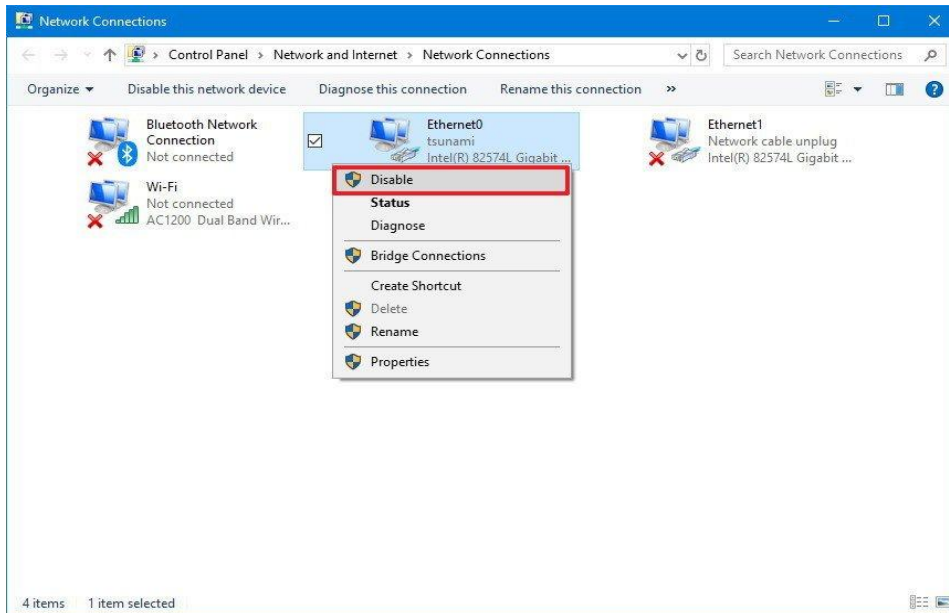 Network Connections
Control Panel > Network and Internet > Network Connections
Search Network Connections
Organize
Disable this network device
Diagnose this connection
Rename this connection
»
Bluetooth Network
Connection
Not connected
Ethernet0
tsunami
Intel(R) 82574L Gigabit ...
Ethernet1
Network cable unplug
Intel(R) 82574L Gigabit ...
Wi-Fi
Not connected
AC1200 Dual Band Wir...
Disable
Status
Diagnose
Bridge Connections
Create Shortcut
Delete
Rename
Properties
4 items
1 item selected